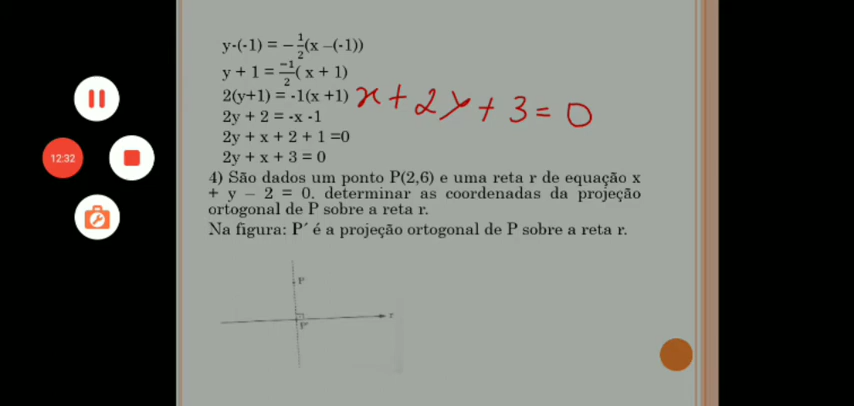 y-(-1) = -1/2(x –(-1))
y + 1 = -1/2( x + 1)
2(y+1) = -1(x +1) x + 2y + 3 = 0
2y + 2 = -x -1
2y + x + 2 + 1 =0
12:32
2y + x + 3 = 0
4) São dados um ponto P(2,6) e uma reta r de equação x
+ y – 2 = 0. determinar as coordenadas da projeção
ortogonal de P sobre a reta r.
Na figura: P´ é a projeção ortogonal de P sobre a reta r.
P
r
P'